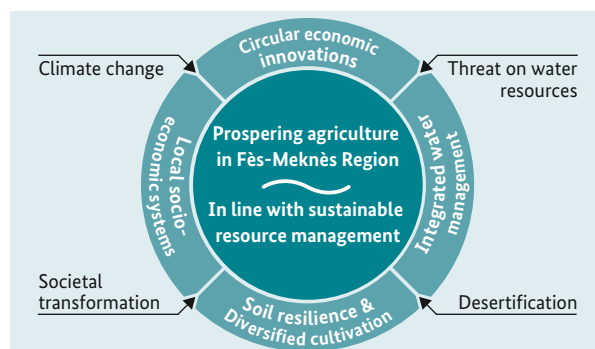 Circular economic
innovations
Climate change
Threat on water
resources
Local socio-
economic systems
Prospering agriculture
in Fès-Meknès Region
In line with sustainable
resource management
Integrated water
management
Societal
transformation
Soil resilience &
Diversified cultivation
Desertification